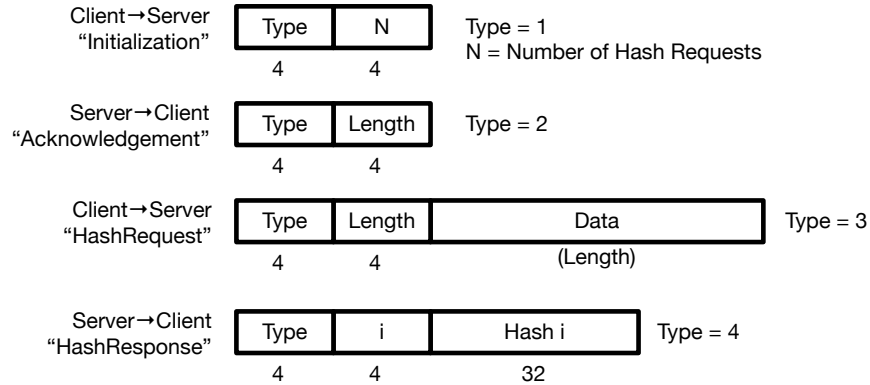 Client→Server
“Initialization”
Type N
4 4
Type = 1
N = Number of Hash Requests
Server→Client
“Acknowledgement”
Type Length
4 4
Type = 2
Client→Server
“HashRequest”
Type Length Data
4 4 (Length)
Type = 3
Server→Client
“HashResponse”
Type i Hash i
4 4 32
Type = 4